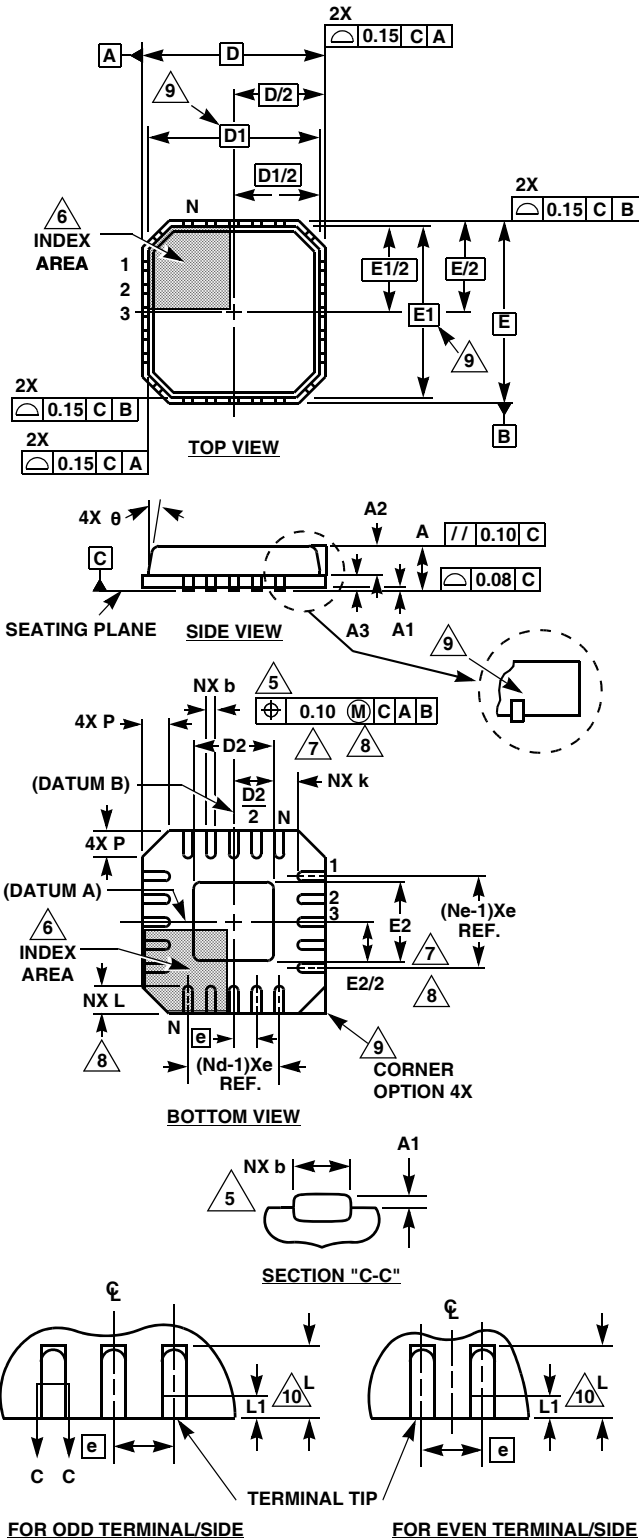 2X
⌓ 0.15 C A
A
D
9
D/2
D1
D1/2
2X
⌓ 0.15 C B
6
INDEX
AREA
N
1
2
3
E1/2
E/2
E1
E
9
2X
⌓ 0.15 C B
2X
⌓ 0.15 C A
B
TOP VIEW
4X θ
A2
A
// 0.10 C
C
⌓ 0.08 C
SEATING PLANE
SIDE VIEW
A3
A1
9
NX b
5
⌖ 0.10 Ⓜ C A B
4X P
D2
7
8
(DATUM B)
D2
2
N
NX k
4X P
1
(DATUM A)
2
3
(Ne-1)Xe
REF.
6
INDEX
AREA
E2
7
NX L
E2/2
8
8
N
e
9
(Nd-1)Xe
REF.
CORNER
OPTION 4X
BOTTOM VIEW
A1
NX b
5
SECTION "C-C"
℄
℄
L
10
L1
L
10
L1
e
e
C C
TERMINAL TIP
FOR ODD TERMINAL/SIDE
FOR EVEN TERMINAL/SIDE